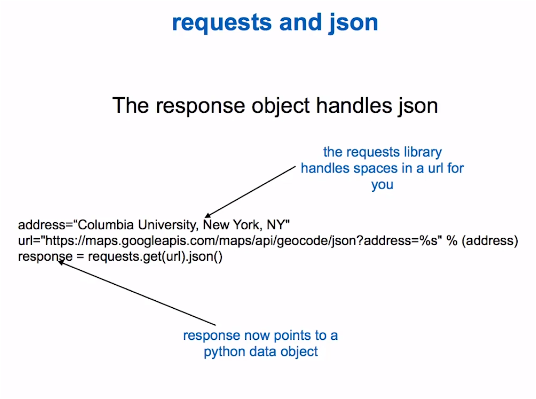 requests and json
The response object handles json
the requests library
handles spaces in a url for
you
address="Columbia University, New York, NY"
url="https://maps.googleapis.com/maps/api/geocode/json?address=%s" % (address)
response = requests.get(url).json()
response now points to a
python data object